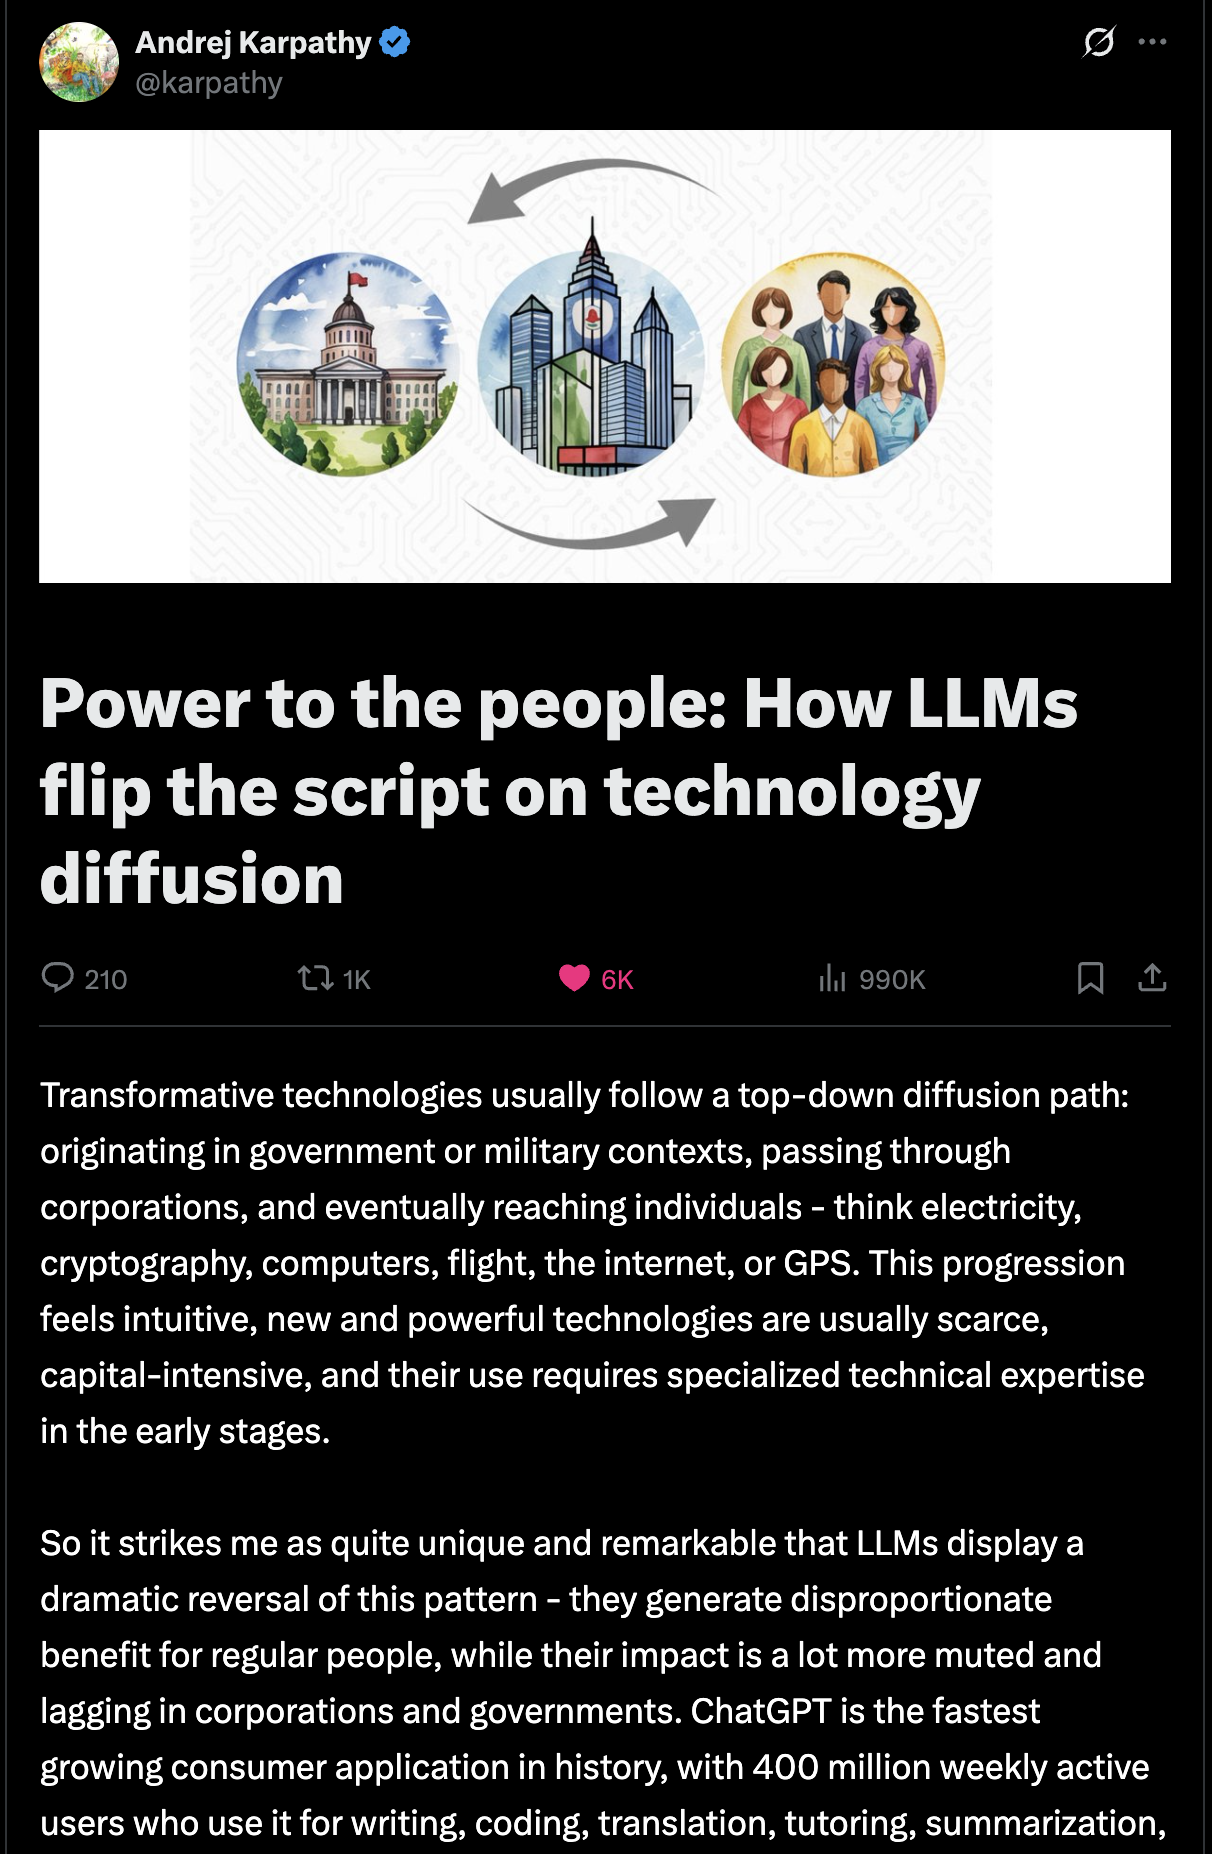 Andrej Karpathy
@karpathy
Power to the people: How LLMs
flip the script on technology
diffusion
210 1K 6K 990K
Transformative technologies usually follow a top-down diffusion path:
originating in government or military contexts, passing through
corporations, and eventually reaching individuals - think electricity,
cryptography, computers, flight, the internet, or GPS. This progression
feels intuitive, new and powerful technologies are usually scarce,
capital-intensive, and their use requires specialized technical expertise
in the early stages.
So it strikes me as quite unique and remarkable that LLMs display a
dramatic reversal of this pattern - they generate disproportionate
benefit for regular people, while their impact is a lot more muted and
lagging in corporations and governments. ChatGPT is the fastest
growing consumer application in history, with 400 million weekly active
users who use it for writing, coding, translation, tutoring, summarization,